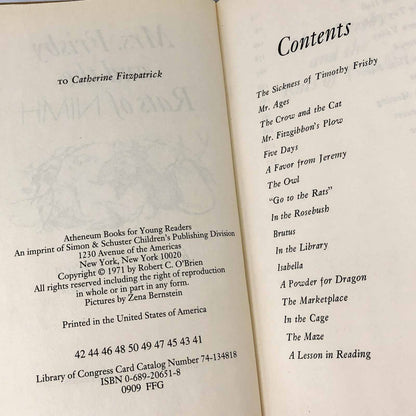 TO Catherine Fitzpatrick
Atheneum Books for Young Readers
An imprint of Simon & Schuster Children's Publishing Division
1230 Avenue of the Americas
New York, New York 10020
Copyright © 1971 by Robert C. O'Brien
All rights reserved including the right of reproduction
in whole or in part in any form.
Pictures by Zena Bernstein
Printed in the United States of America
42 44 46 48 50 49 47 45 43 41
Library of Congress Card Catalog Number 74-134818
ISBN 0-689-20651-8
0909 FFG
Contents
The Sickness of Timothy Frisby
Mr. Ages
The Crow and the Cat
Mr. Fitzgibbon's Plow
Five Days
A Favor from Jeremy
The Owl
"Go to the Rats"
In the Rosebush
Brutus
In the Library
Isabella
A Powder for Dragon
The Marketplace
In the Cage
The Maze
A Lesson in Reading